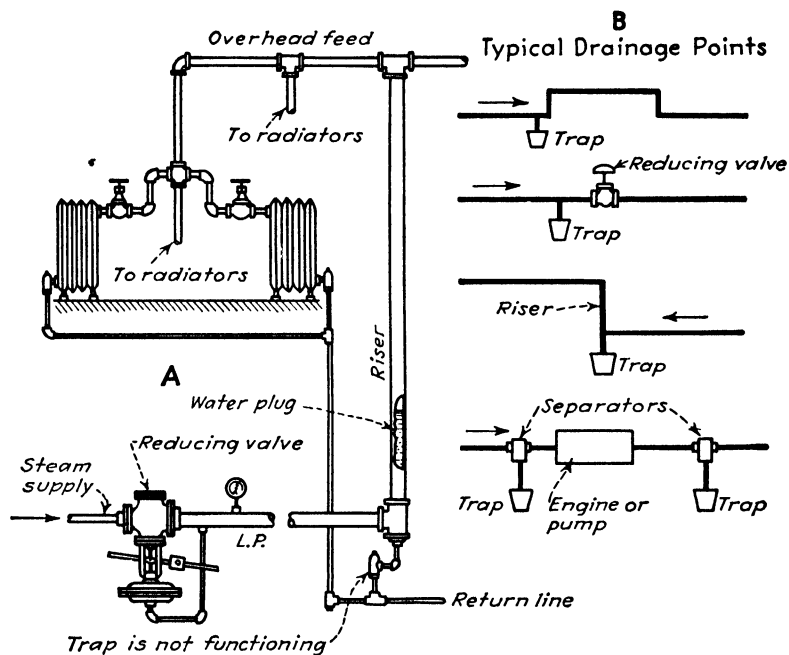 B
Typical Drainage Points
Overhead feed
To radiators
To radiators
Riser
A
Water plug
Reducing valve
Steam
supply
L.P.
Return line
Trap is not functioning
Trap
Reducing valve
Trap
Riser
Trap
Separators
Trap
Engine or
pump
Trap